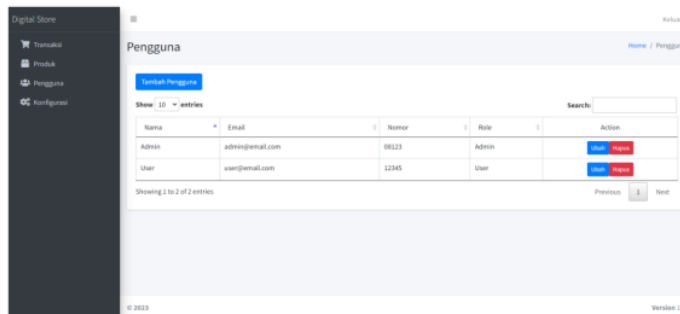 Digital Store
Transaksi
Produk
Pengguna
Konfigurasi
Pengguna
Home / Penggu
Tambah Pengguna
Show 10 entries
Search:
Nama Email Nomor Role Action
Admin admin@email.com 08123 Admin Ubah Hapus
User user@email.com 12345 User Ubah Hapus
Showing 1 to 2 of 2 entries
Previous 1 Next
© 2023
Version